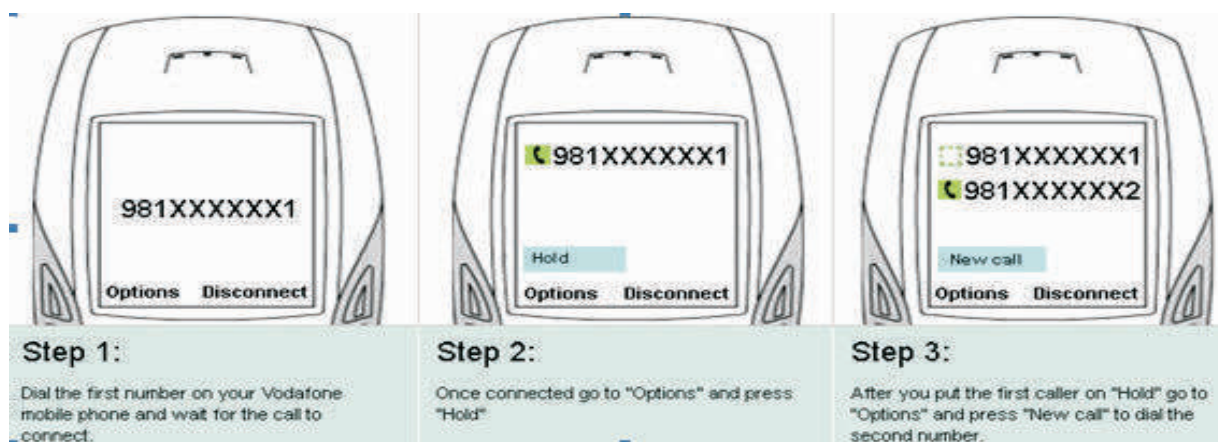 981XXXXXX1
Options Disconnect
981XXXXXX1
Hold
Options Disconnect
981XXXXXX1
981XXXXXX2
New call
Options Disconnect
Step 1:
Dial the first number on your Vodafone
mobile phone and wait for the call to
connect.
Step 2:
Once connected go to "Options" and press
"Hold"
Step 3:
After you put the first caller on "Hold" go to
"Options" and press "New call" to dial the
second number.